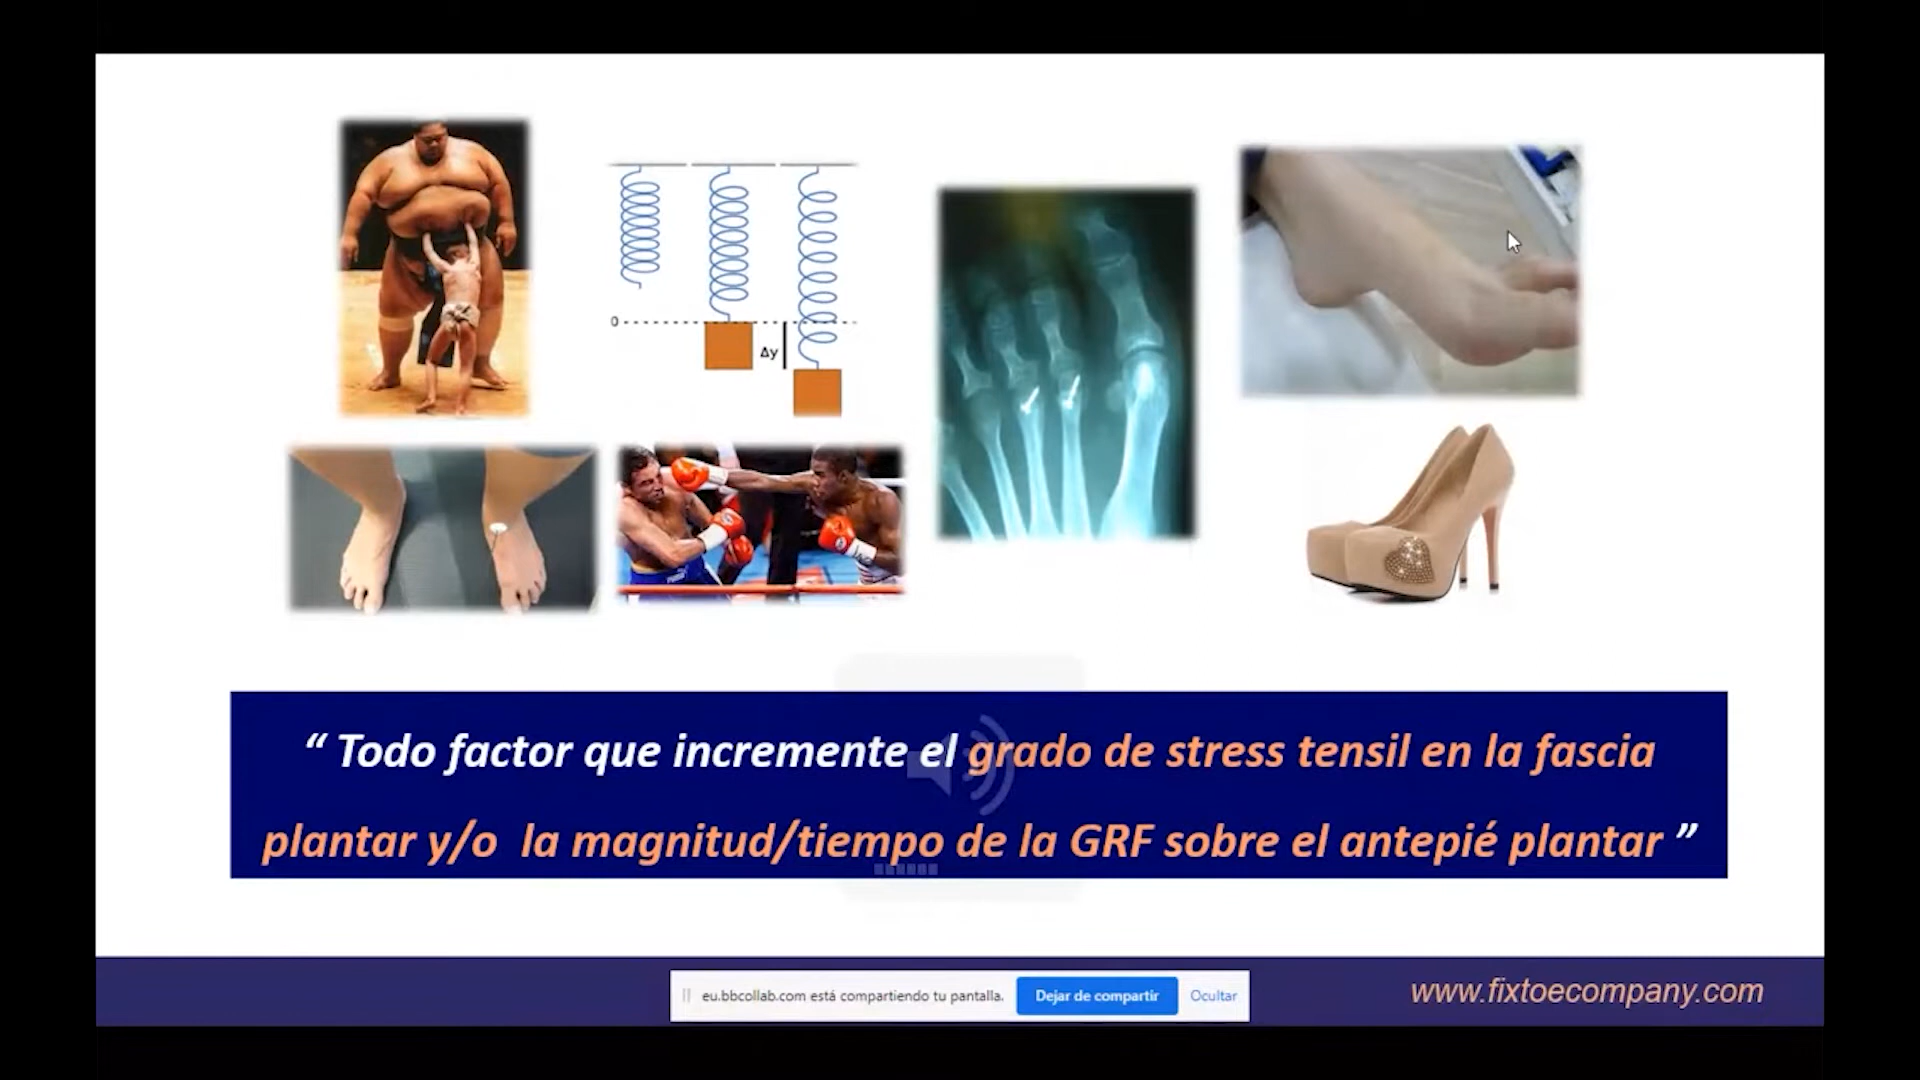 0
Δy
“ Todo factor que incremente el grado de stress tensil en la fascia
plantar y/o la magnitud/tiempo de la GRF sobre el antepié plantar ”
eu.bbcollab.com está compartiendo tu pantalla.
Dejar de compartir
Ocultar
www.fixtoecompany.com